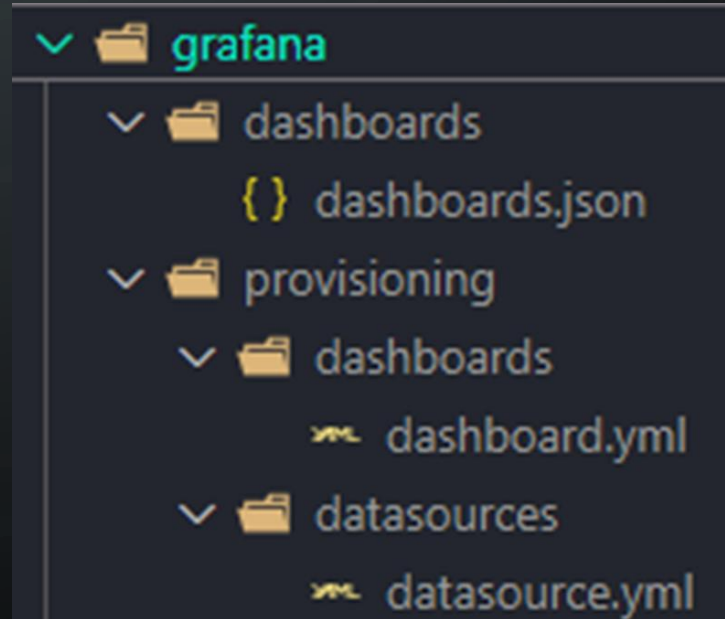 grafana
dashboards
{ } dashboards.json
provisioning
dashboards
dashboard.yml
datasources
datasource.yml